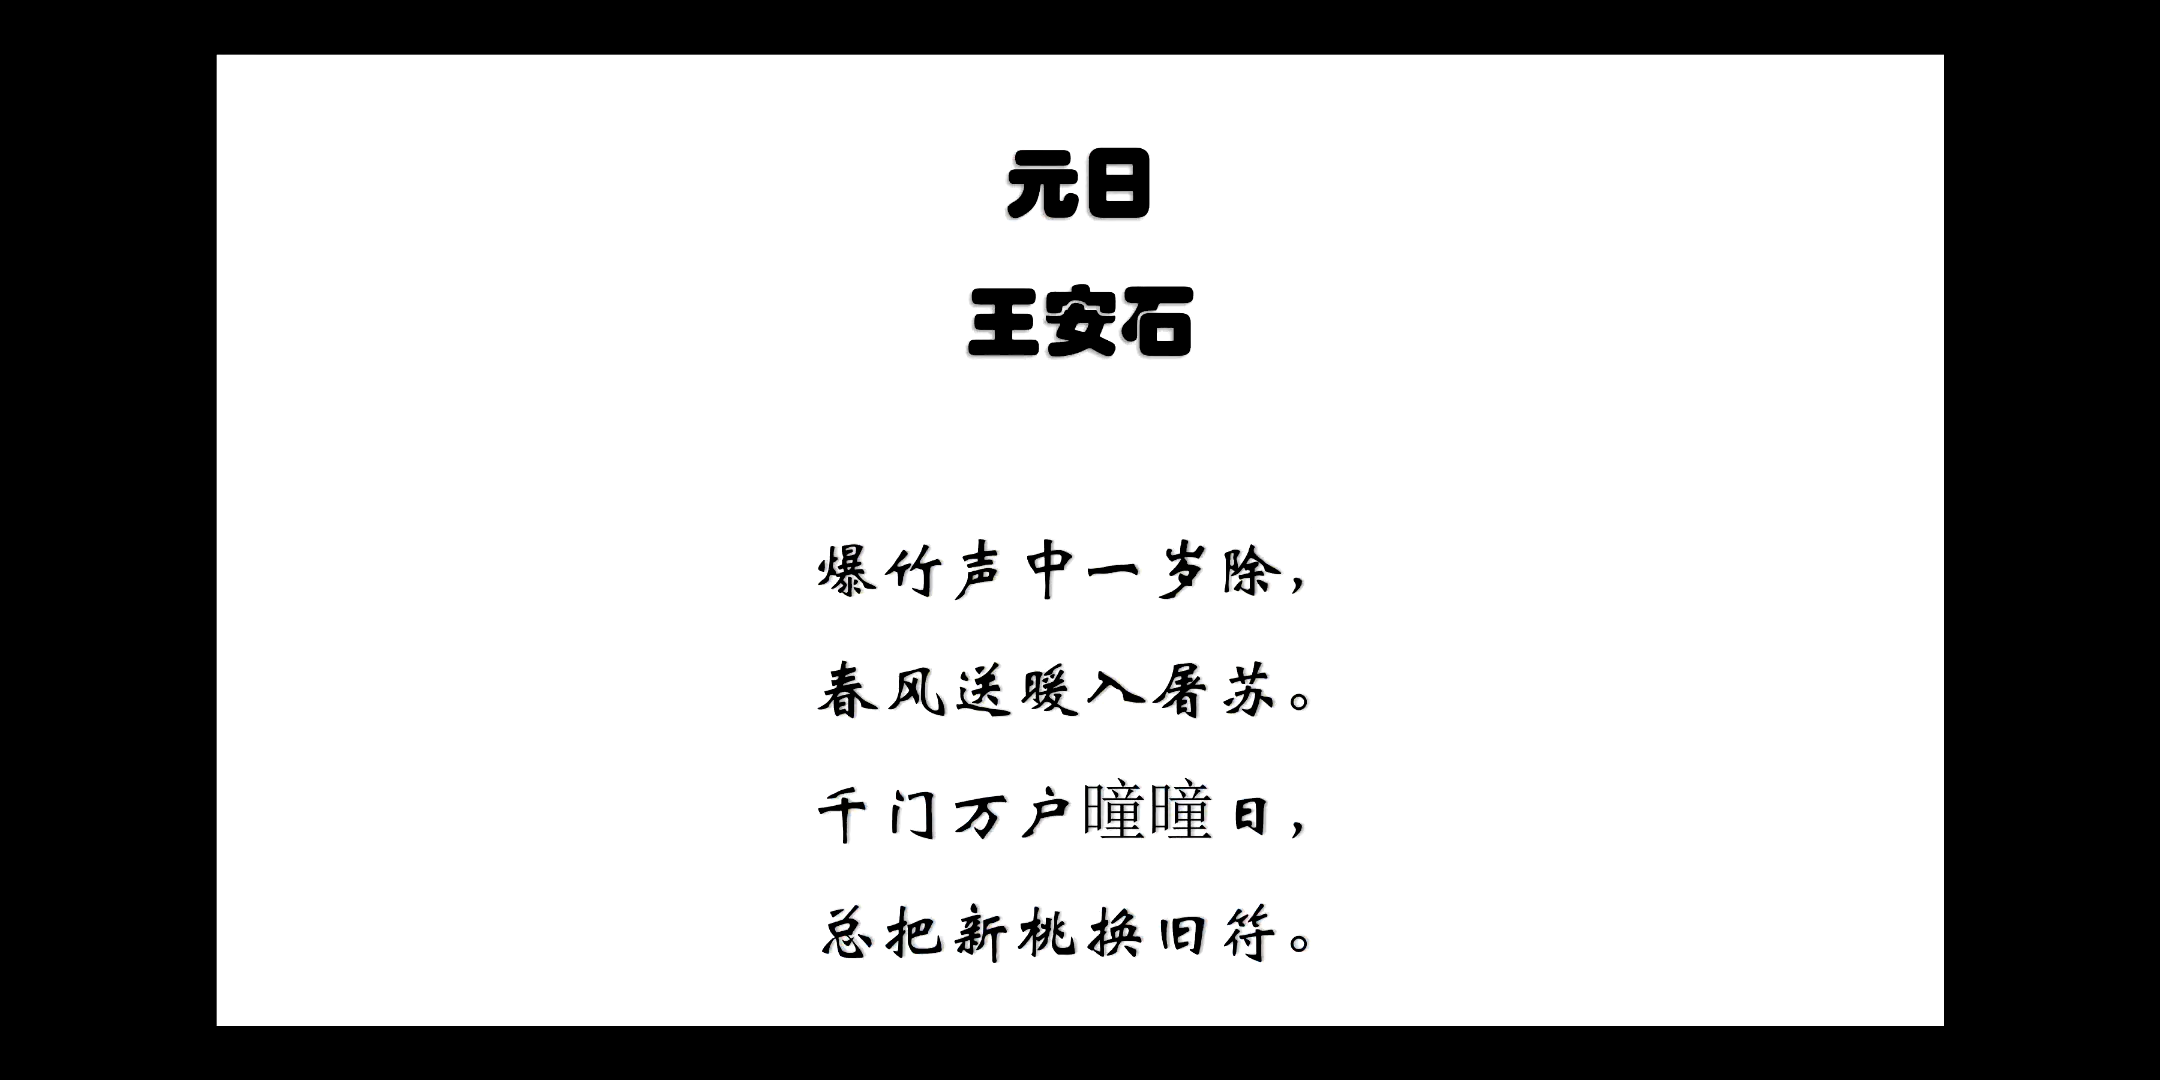 元日
王安石
爆竹声中一岁除，
春风送暖入屠苏。
千门万户曈曈日，
总把新桃换旧符。